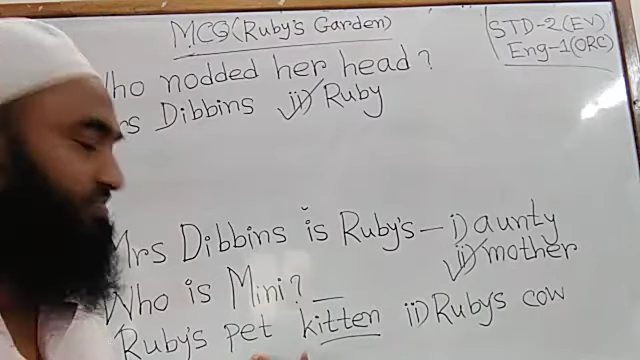 MCQ (Ruby's Garden)
STD-2 (EV)
Eng-1 (ORC)
ho nodded her head?
rs Dibbins ii) Ruby
Mrs Dibbins is Ruby's - i) aunty
ii) mother
Who is Mini? _
Ruby's pet kitten ii) Ruby's cow